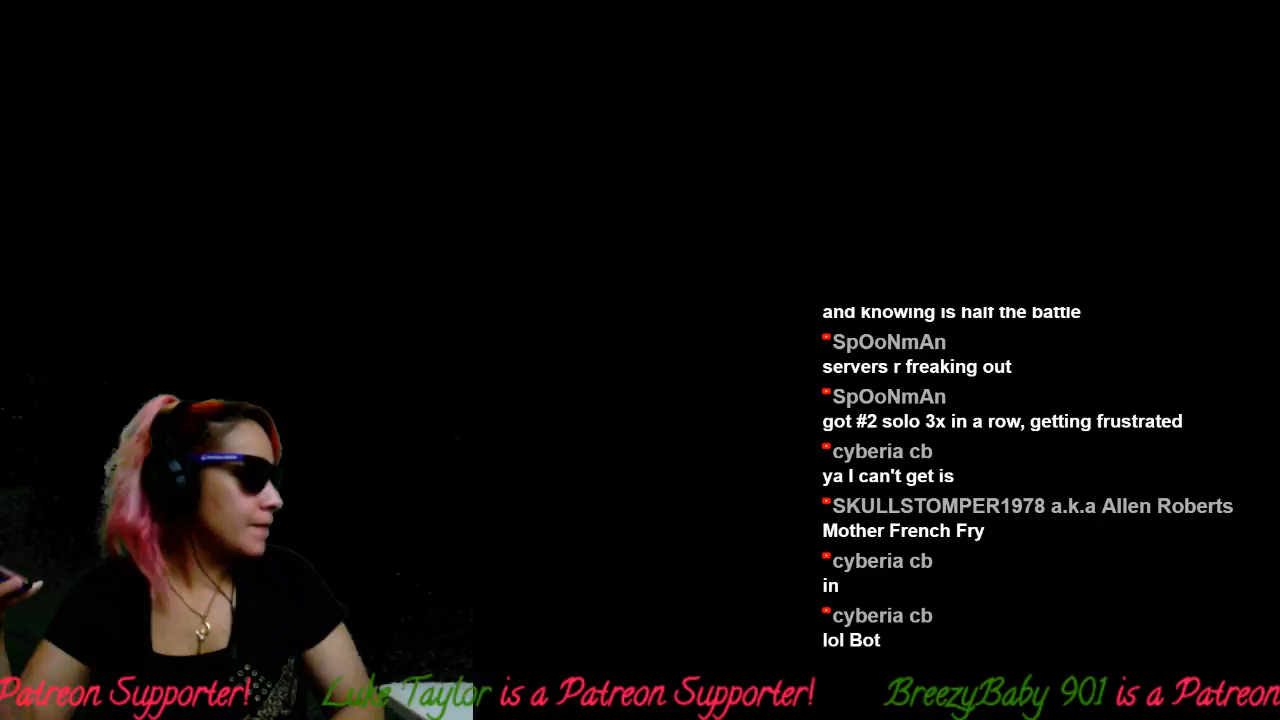 and knowing is half the battle
SpOoNmAn
servers r freaking out
SpOoNmAn
got #2 solo 3x in a row, getting frustrated
cyberia cb
ya I can't get is
SKULLSTOMPER1978 a.k.a Allen Roberts
Mother French Fry
cyberia cb
in
cyberia cb
lol Bot
Patreon Supporter! Luke Taylor is a Patreon Supporter! BreezyBaby 901 is a Patreon